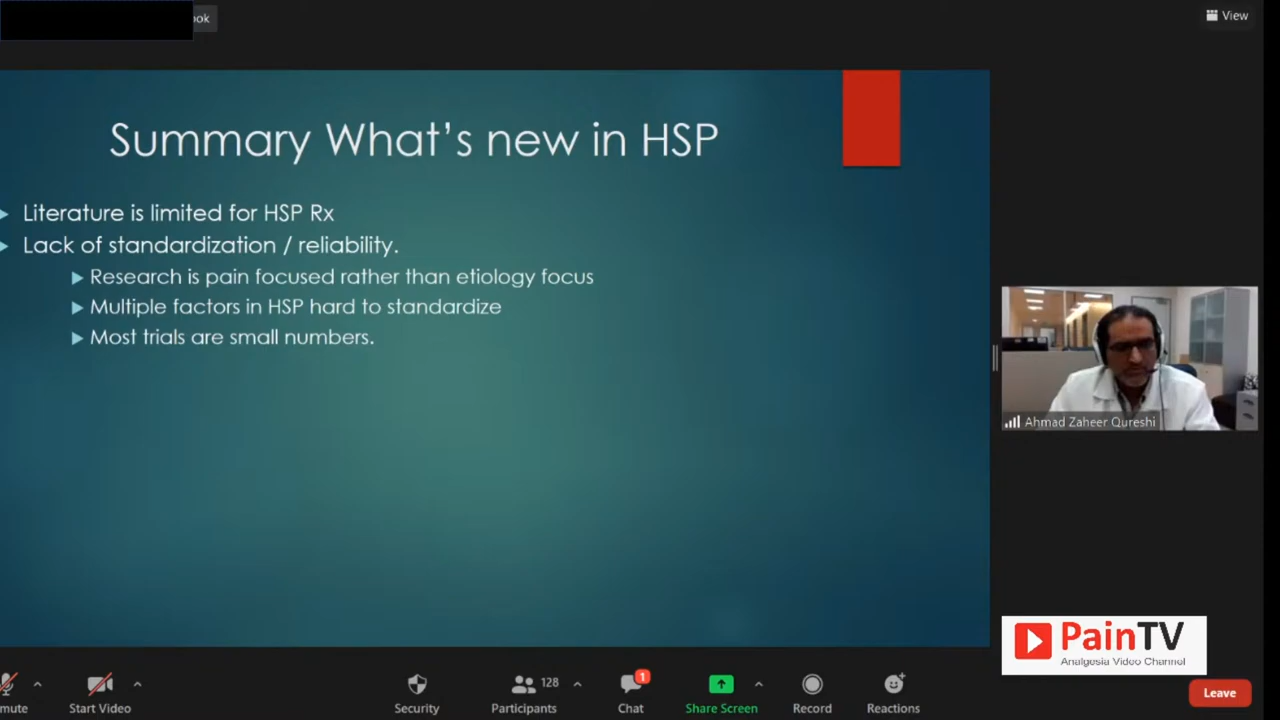 ook
View
Summary What's new in HSP
Literature is limited for HSP Rx
Lack of standardization / reliability.
Research is pain focused rather than etiology focus
Multiple factors in HSP hard to standardize
Most trials are small numbers.
Ahmad Zaheer Qureshi
PainTV
Analgesia Video Channel
mute
Start Video
Security
128
Participants
1
Chat
Share Screen
Record
Reactions
Leave